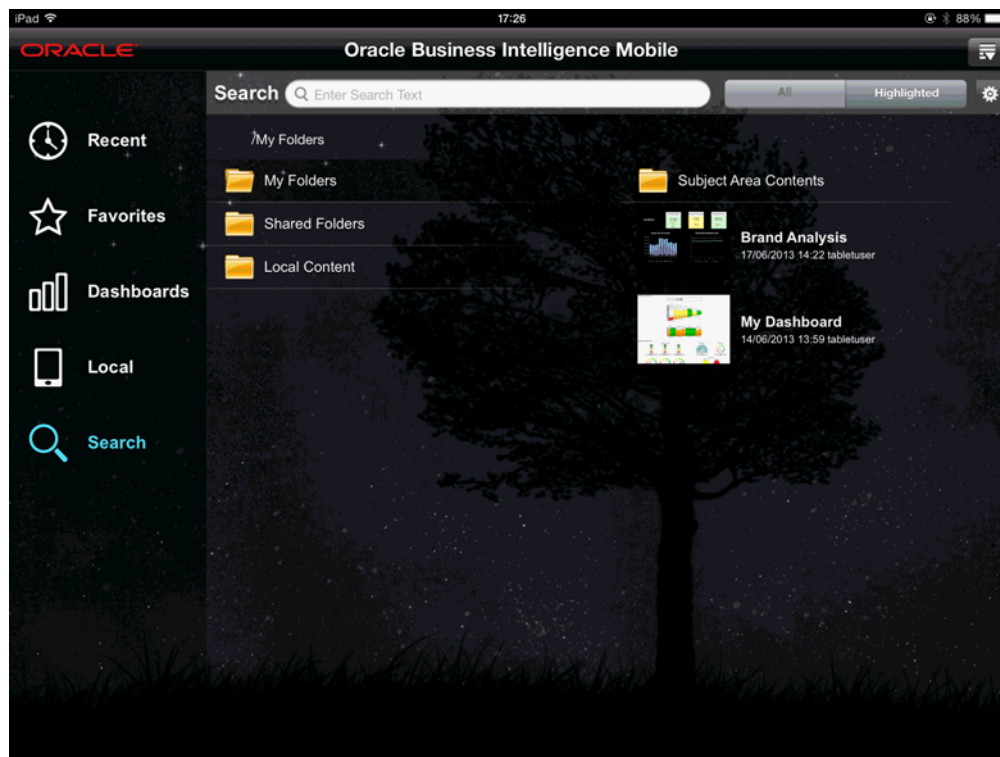 iPad 17:26 88%
ORACLE Oracle Business Intelligence Mobile
Search Enter Search Text All Highlighted
Recent
Favorites
Dashboards
Local
Search
/My Folders
My Folders
Shared Folders
Local Content
Subject Area Contents
Brand Analysis
17/06/2013 14:22 tabletuser
My Dashboard
14/06/2013 13:59 tabletuser